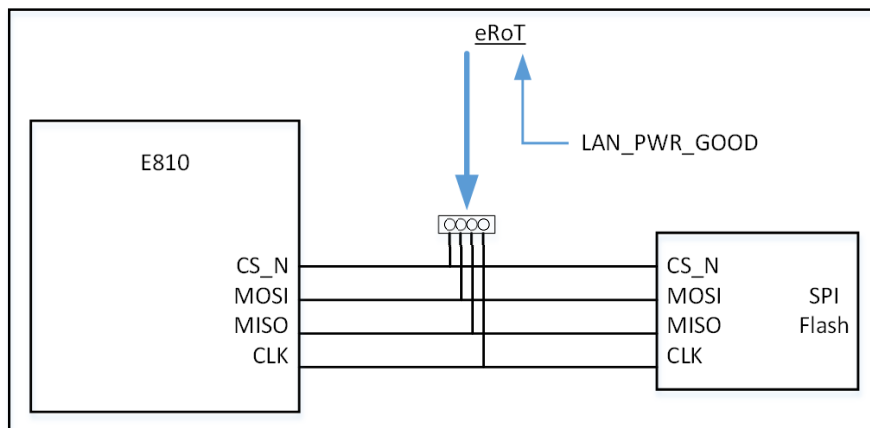 eRoT
LAN_PWR_GOOD
E810
CS_N
MOSI
MISO
CLK
CS_N
MOSI
MISO
CLK
SPI
Flash